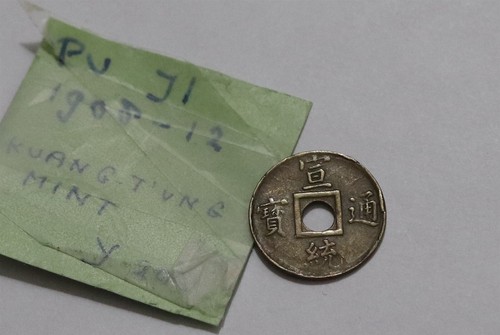 PU YI
1908-12
KUANG-TUNG
MINT
Y
宣
寶 通
統